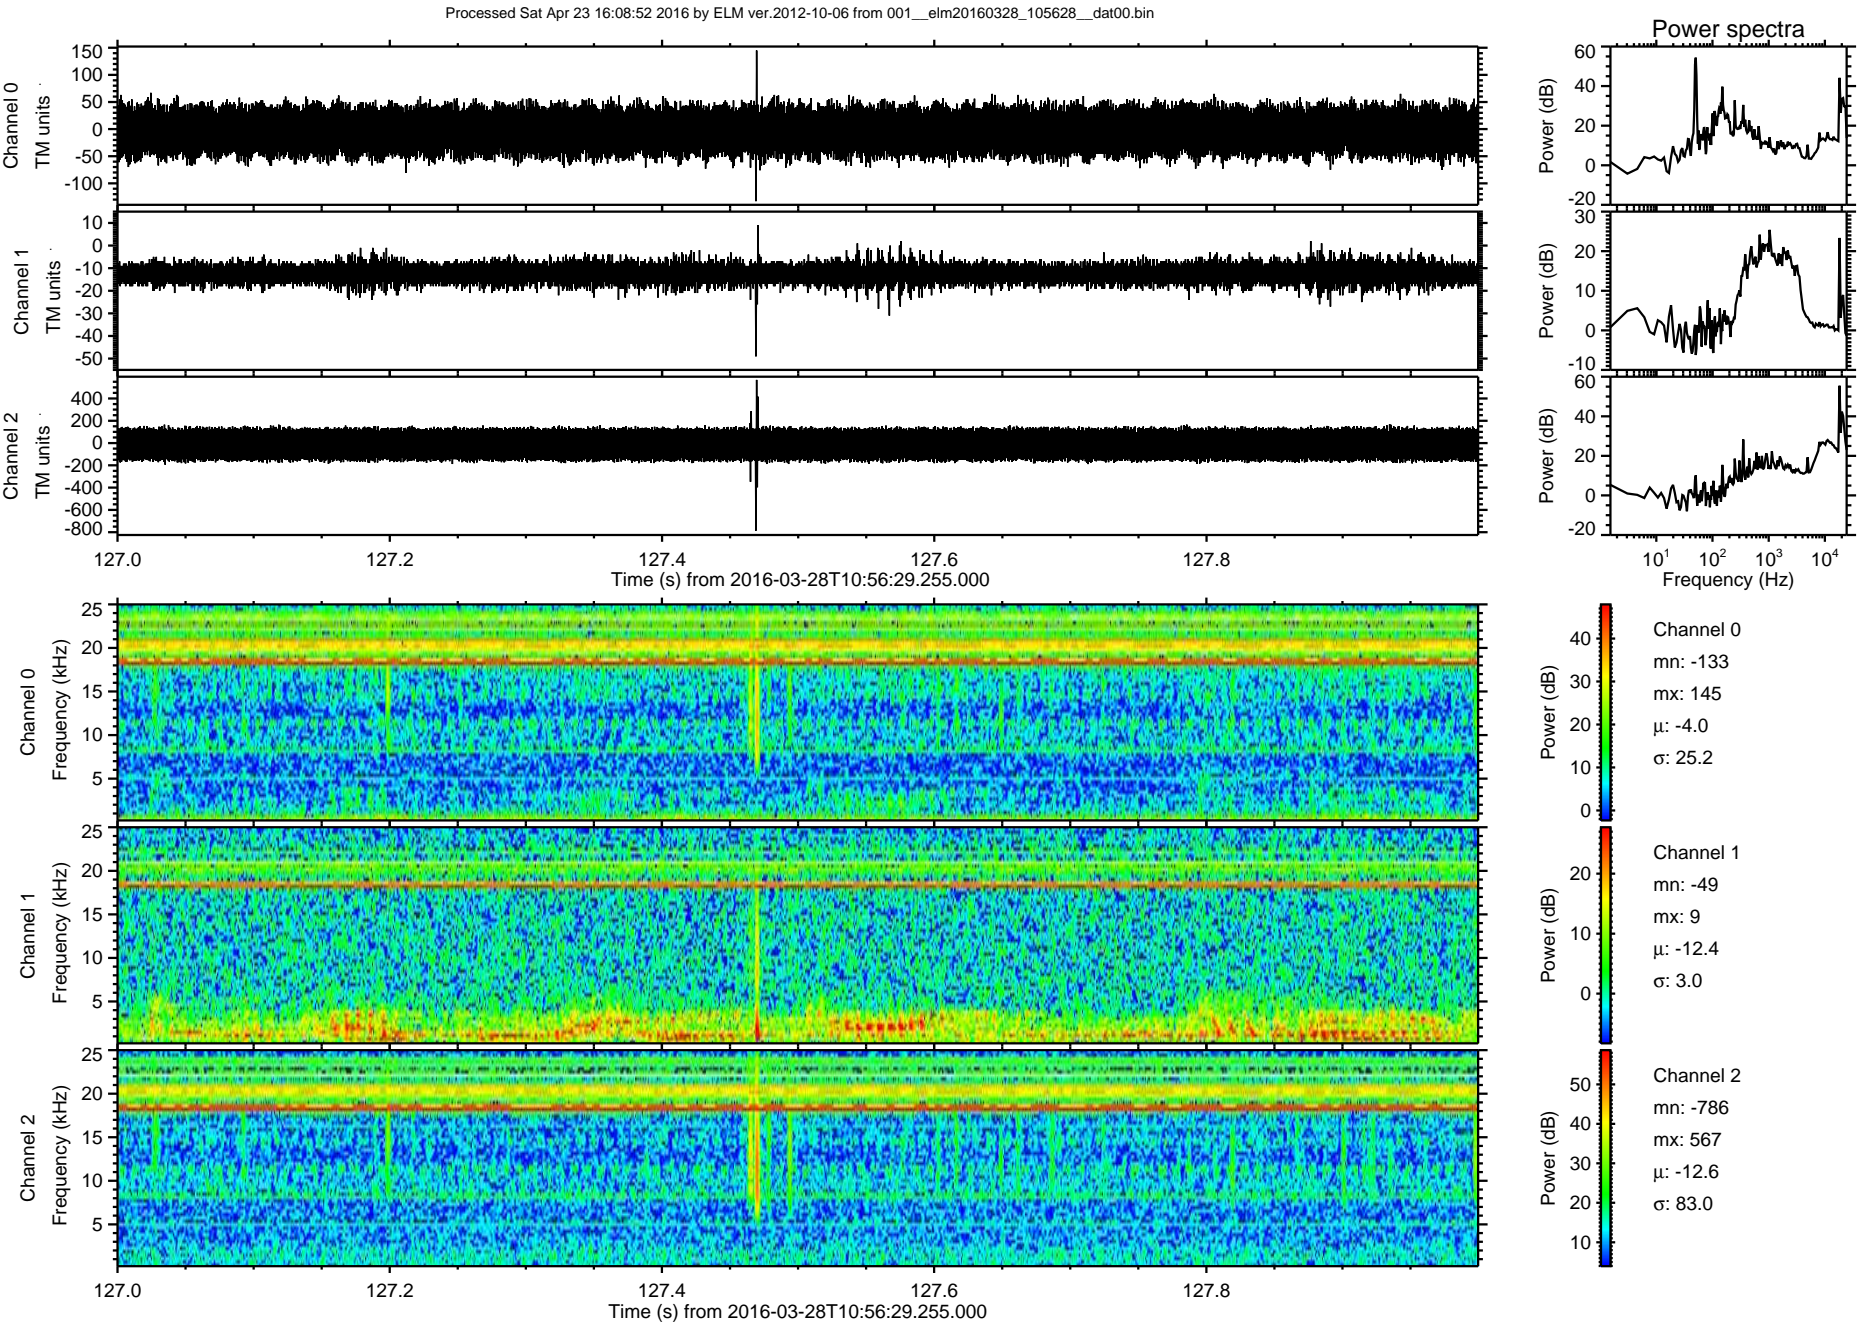 Processed Sat Apr 23 16:08:52 2016 by ELM ver.2012-10-06 from 001__elm20160328_105628__dat00.bin
Power spectra
Channel 0
TM units
150
100
50
0
-50
-100
Power (dB)
60
40
20
0
-20
Channel 1
TM units
10
0
-10
-20
-30
-40
-50
Power (dB)
30
20
10
0
-10
Channel 2
TM units
400
200
0
-200
-400
-600
-800
Power (dB)
60
40
20
0
-20
127.0 127.2 127.4 127.6 127.8
Time (s) from 2016-03-28T10:56:29.255.000
10¹ 10² 10³ 10⁴
Frequency (Hz)
Channel 0
Frequency (kHz)
25
20
15
10
5
Power (dB)
40
30
20
10
0
Channel 0
mn: -133
mx: 145
µ: -4.0
σ: 25.2
Channel 1
Frequency (kHz)
25
20
15
10
5
Power (dB)
20
10
0
Channel 1
mn: -49
mx: 9
µ: -12.4
σ: 3.0
Channel 2
Frequency (kHz)
25
20
15
10
5
Power (dB)
50
40
30
20
10
Channel 2
mn: -786
mx: 567
µ: -12.6
σ: 83.0
127.0 127.2 127.4 127.6 127.8
Time (s) from 2016-03-28T10:56:29.255.000